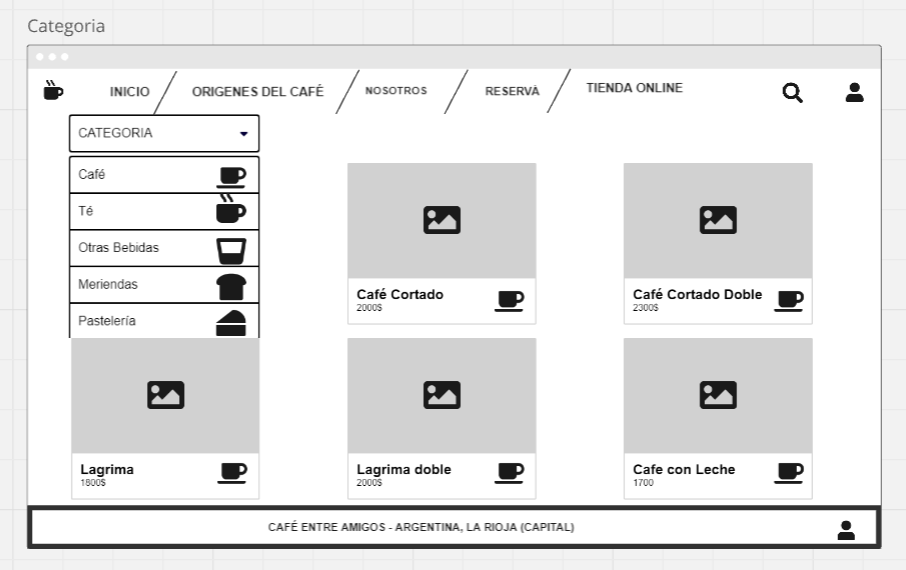 Categoria
INICIO
ORIGENES DEL CAFÉ
NOSOTROS
RESERVÁ
TIENDA ONLINE
CATEGORIA
Café
Té
Otras Bebidas
Meriendas
Pastelería
Café Cortado
2000$
Café Cortado Doble
2300$
Lagrima
1800$
Lagrima doble
2000$
Cafe con Leche
1700
CAFÉ ENTRE AMIGOS - ARGENTINA, LA RIOJA (CAPITAL)